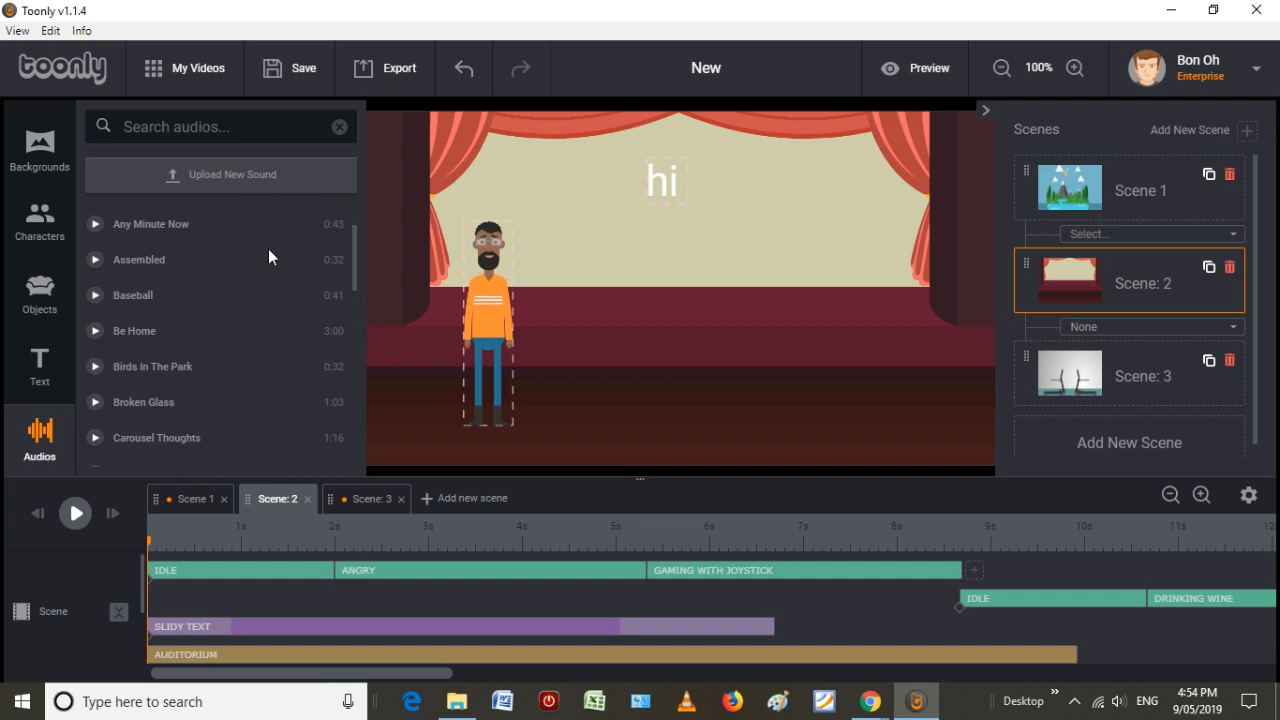 Toonly v1.1.4
View Edit Info
toonly
My Videos
Save
Export
New
Preview
100%
Bon Oh
Enterprise
Backgrounds
Characters
Objects
Text
Audios
Search audios...
Upload New Sound
Any Minute Now 0:43
Assembled 0:32
Baseball 0:41
Be Home 3:00
Birds In The Park 0:32
Broken Glass 1:03
Carousel Thoughts 1:16
hi
Scenes
Add New Scene
Scene 1
Select...
Scene: 2
None
Scene: 3
Add New Scene
Scene 1
Scene: 2
Scene: 3
Add new scene
1s 2s 3s 4s 5s 6s 7s 8s 9s 10s 11s 12
IDLE ANGRY GAMING WITH JOYSTICK
IDLE DRINKING WINE
Scene
SLIDY TEXT
AUDITORIUM
Type here to search
Desktop
ENG
4:54 PM
9/05/2019